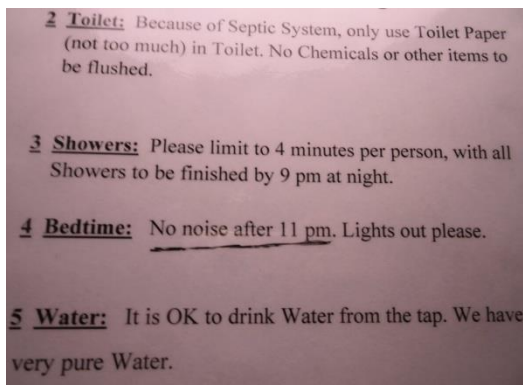 2 Toilet: Because of Septic System, only use Toilet Paper
(not too much) in Toilet. No Chemicals or other items to
be flushed.
3 Showers: Please limit to 4 minutes per person, with all
Showers to be finished by 9 pm at night.
4 Bedtime: No noise after 11 pm. Lights out please.
5 Water: It is OK to drink Water from the tap. We have
very pure Water.